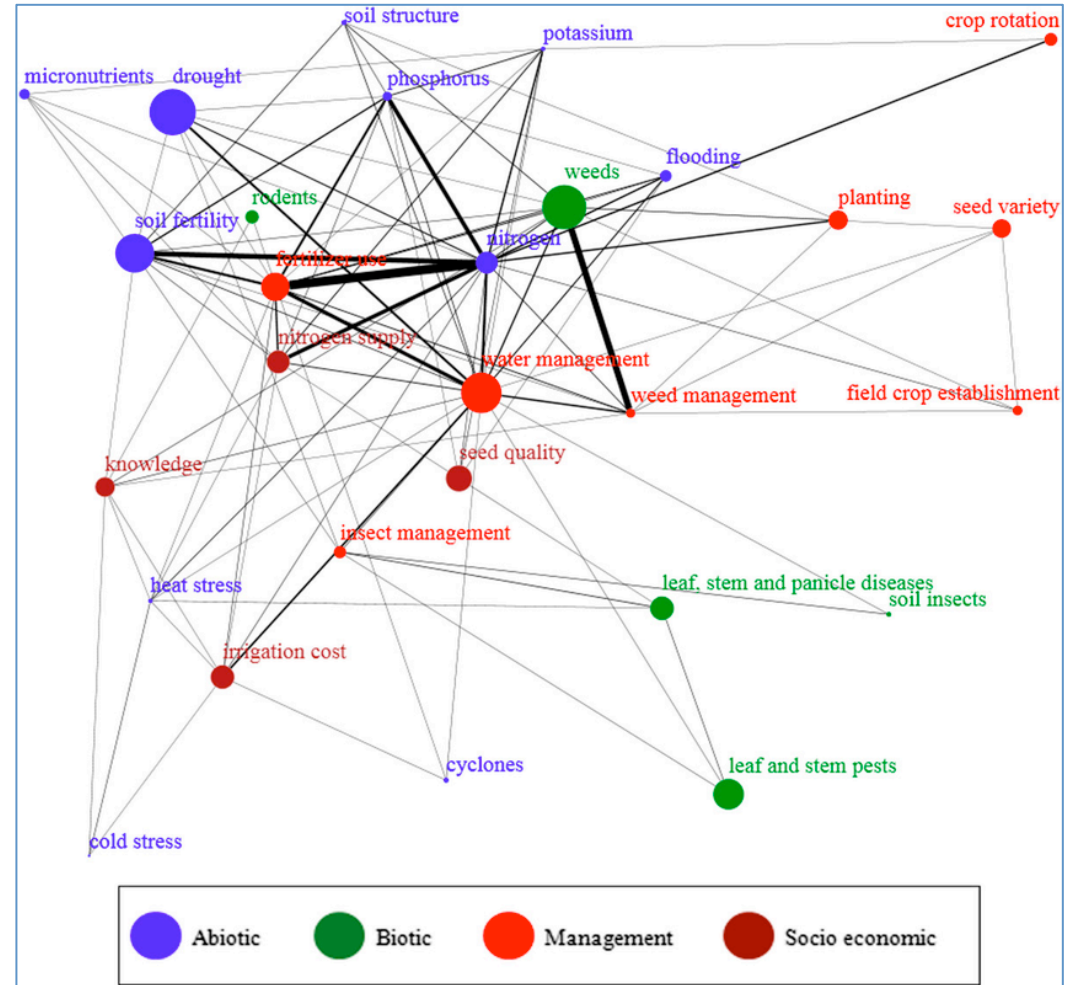 soil structure
crop rotation
potassium
micronutrients
drought
phosphorus
flooding
weeds
rodents
planting
seed variety
soil fertility
nitrogen
fertilizer use
nitrogen supply
water management
weed management
field crop establishment
seed quality
knowledge
insect management
leaf, stem and panicle diseases
heat stress
soil insects
irrigation cost
cyclones
leaf and stem pests
cold stress
Abiotic
Biotic
Management
Socio economic